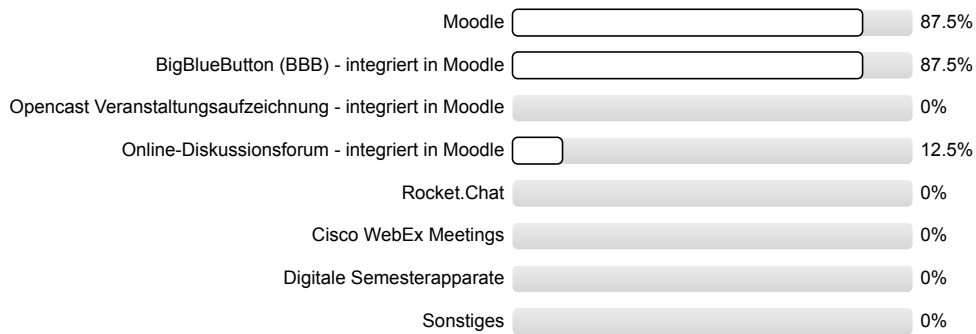 Moodle 87.5%
BigBlueButton (BBB) - integriert in Moodle 87.5%
Opencast Veranstaltungsaufzeichnung - integriert in Moodle 0%
Online-Diskussionsforum - integriert in Moodle 12.5%
Rocket.Chat 0%
Cisco WebEx Meetings 0%
Digitale Semesterapparate 0%
Sonstiges 0%